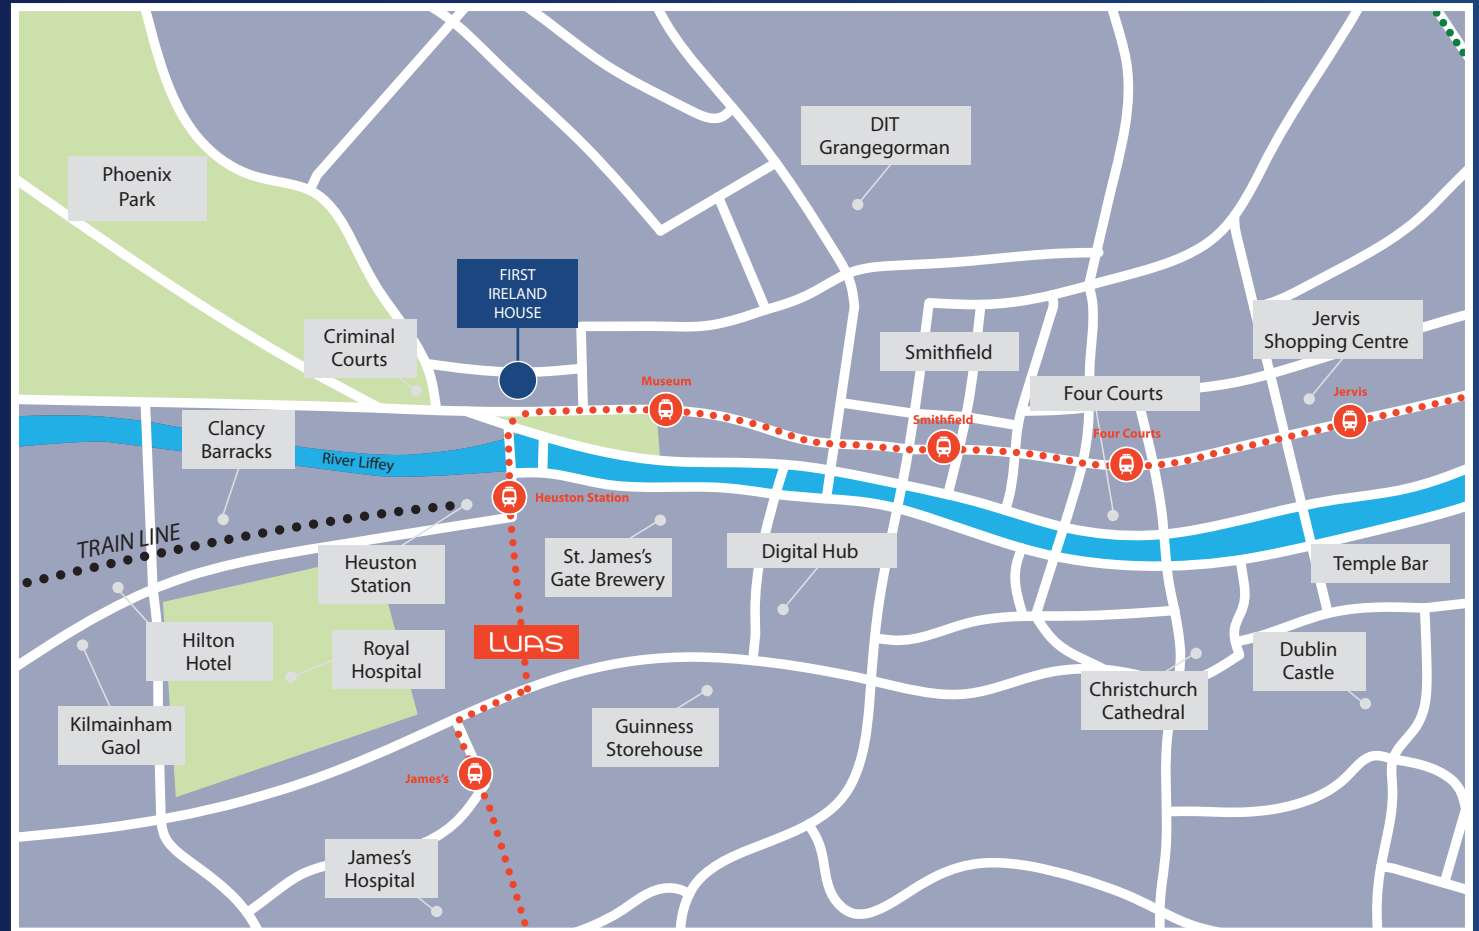 DIT
Grangegorman
Phoenix
Park
FIRST
IRELAND
HOUSE
Criminal
Courts
Jervis
Shopping Centre
Smithfield
Four Courts
Museum
Jervis
Smithfield
Four Courts
Clancy
Barracks
River Liffey
Heuston Station
TRAIN LINE
Heuston
Station
St. James's
Gate Brewery
Digital Hub
Temple Bar
LUAS
Hilton
Hotel
Royal
Hospital
Dublin
Castle
Christchurch
Cathedral
Kilmainham
Gaol
Guinness
Storehouse
James's
James's
Hospital